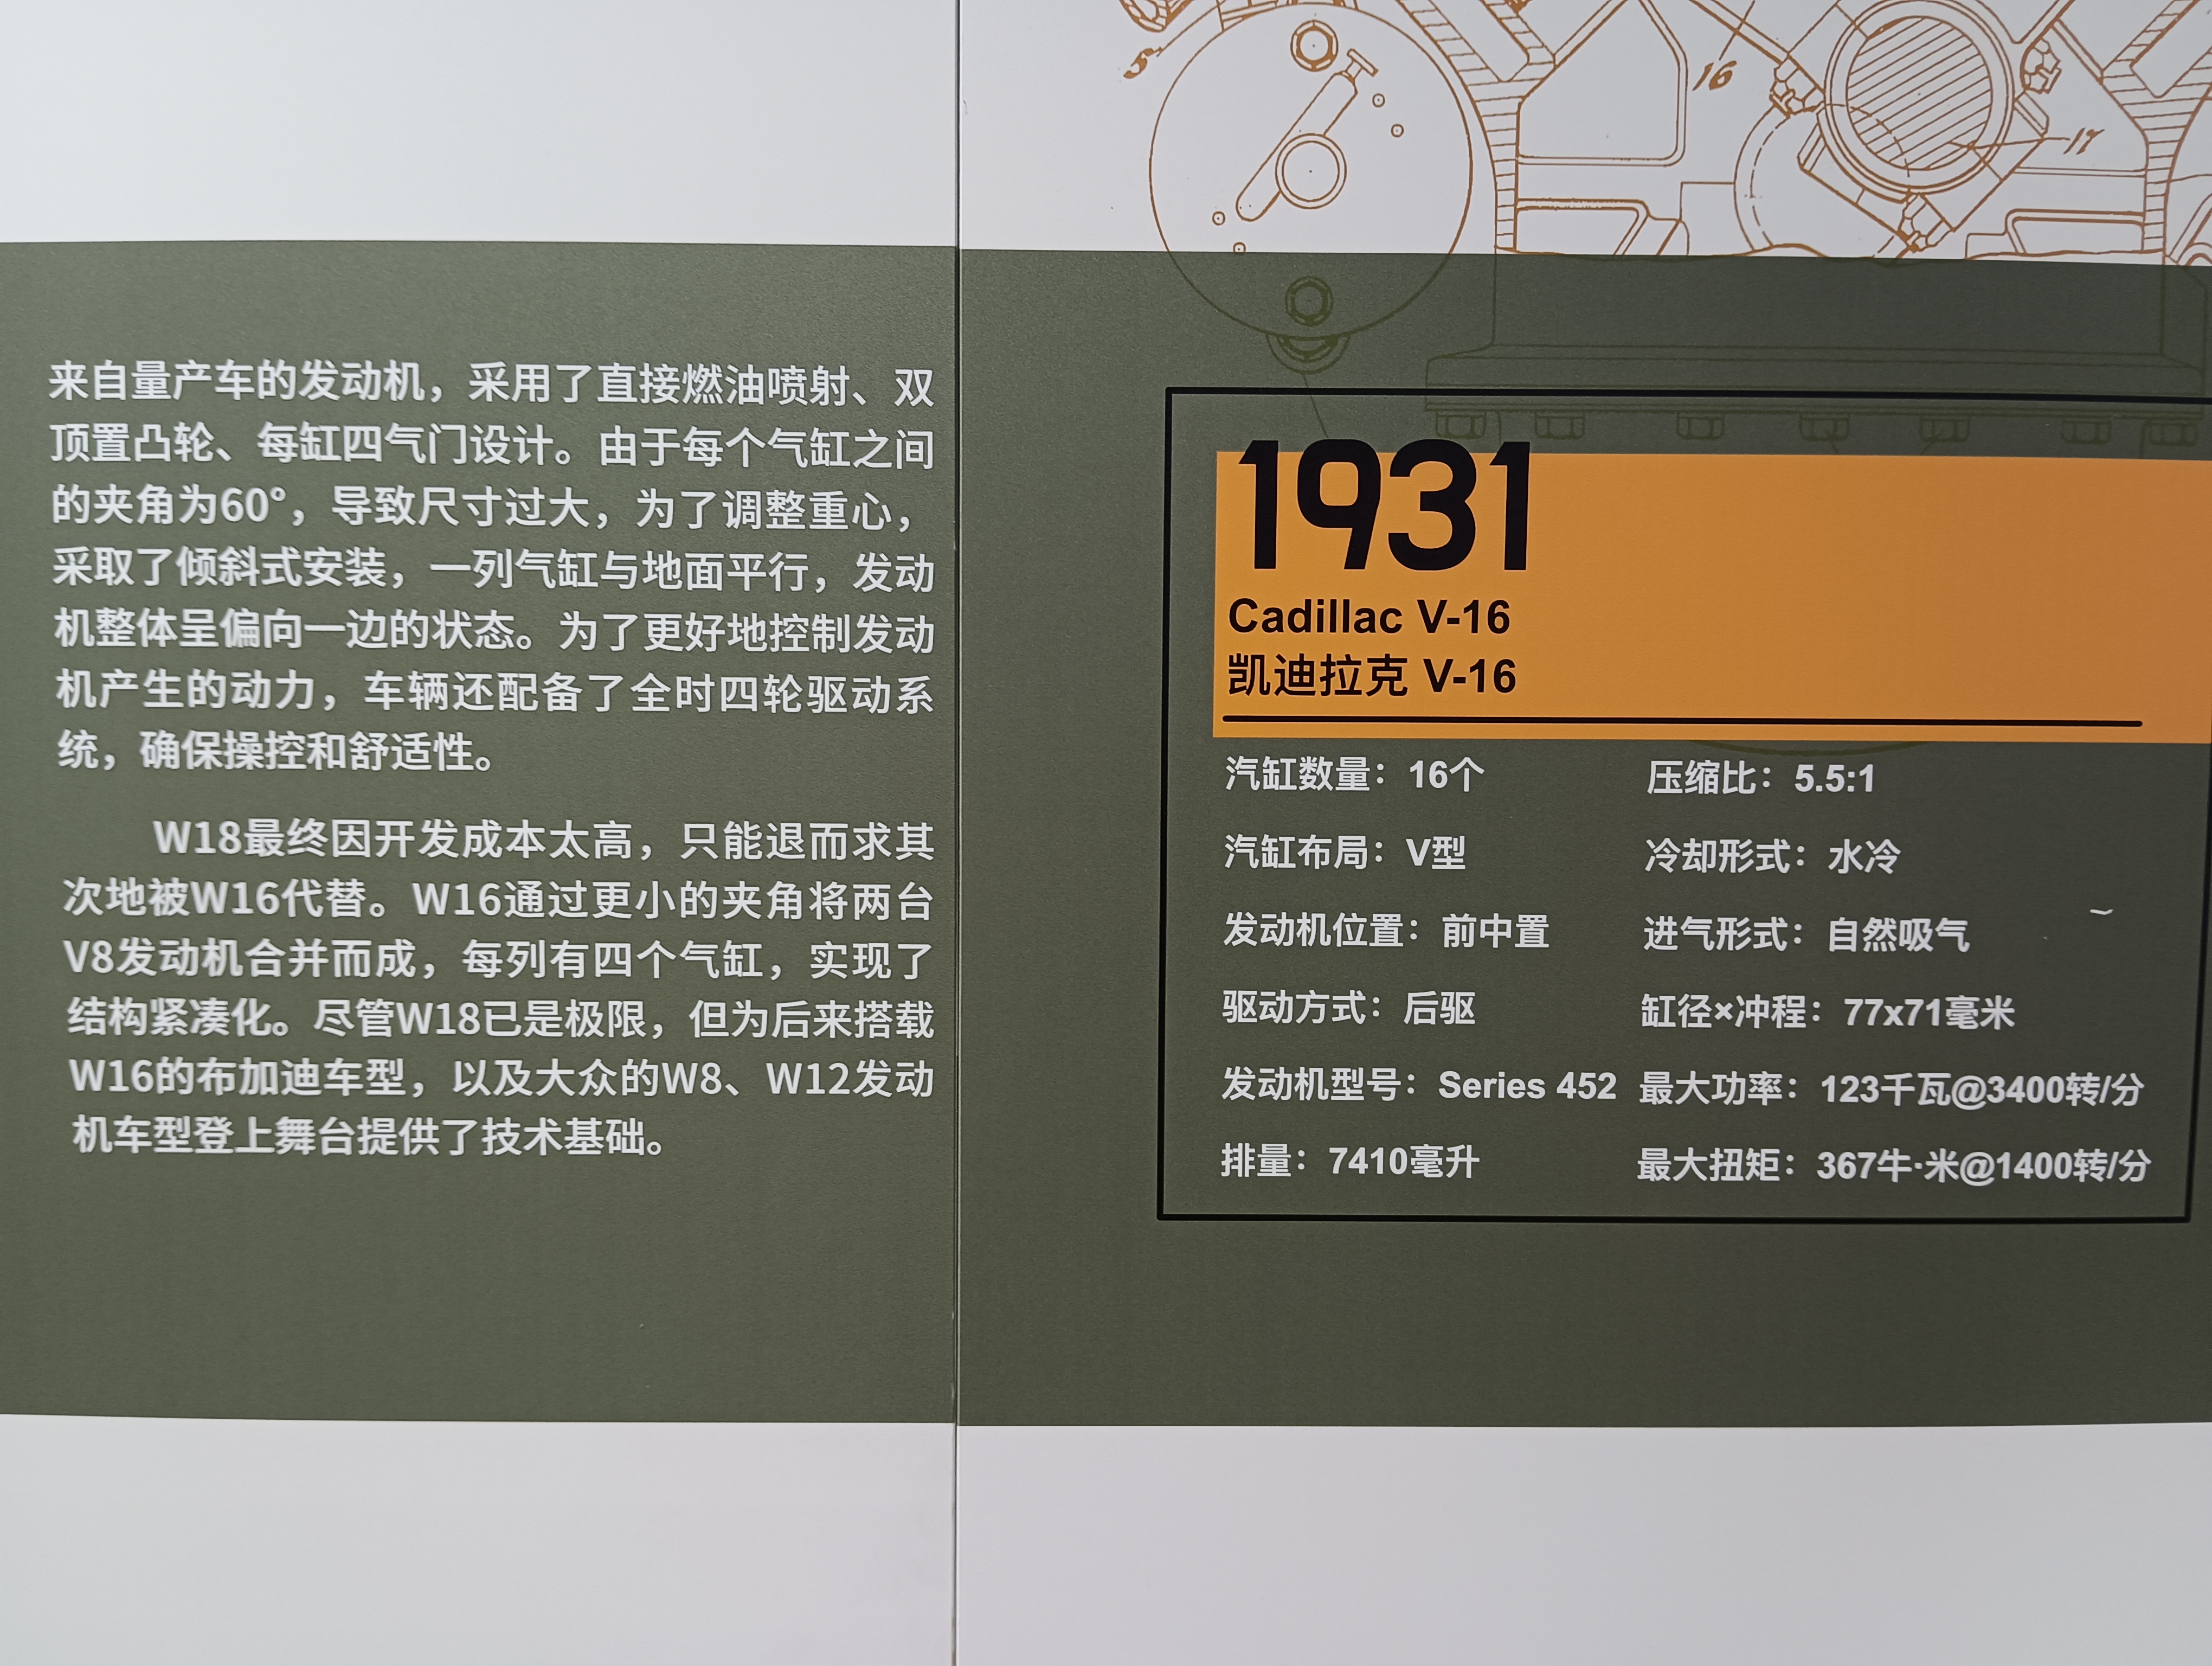 来自量产车的发动机，采用了直接燃油喷射、双
顶置凸轮、每缸四气门设计。由于每个气缸之间
的夹角为60°，导致尺寸过大，为了调整重心，
采取了倾斜式安装，一列气缸与地面平行，发动
机整体呈偏向一边的状态。为了更好地控制发动
机产生的动力，车辆还配备了全时四轮驱动系
统，确保操控和舒适性。
W18最终因开发成本太高，只能退而求其
次地被W16代替。W16通过更小的夹角将两台
V8发动机合并而成，每列有四个气缸，实现了
结构紧凑化。尽管W18已是极限，但为后来搭载
W16的布加迪车型，以及大众的W8、W12发动
机车型登上舞台提供了技术基础。
5
16
17
1931
Cadillac V-16
凯迪拉克 V-16
汽缸数量：16个
汽缸布局：V型
发动机位置：前中置
驱动方式：后驱
发动机型号：Series 452
排量：7410毫升
压缩比：5.5:1
冷却形式：水冷
进气形式：自然吸气
缸径×冲程：77x71毫米
最大功率：123千瓦@3400转/分
最大扭矩：367牛·米@1400转/分